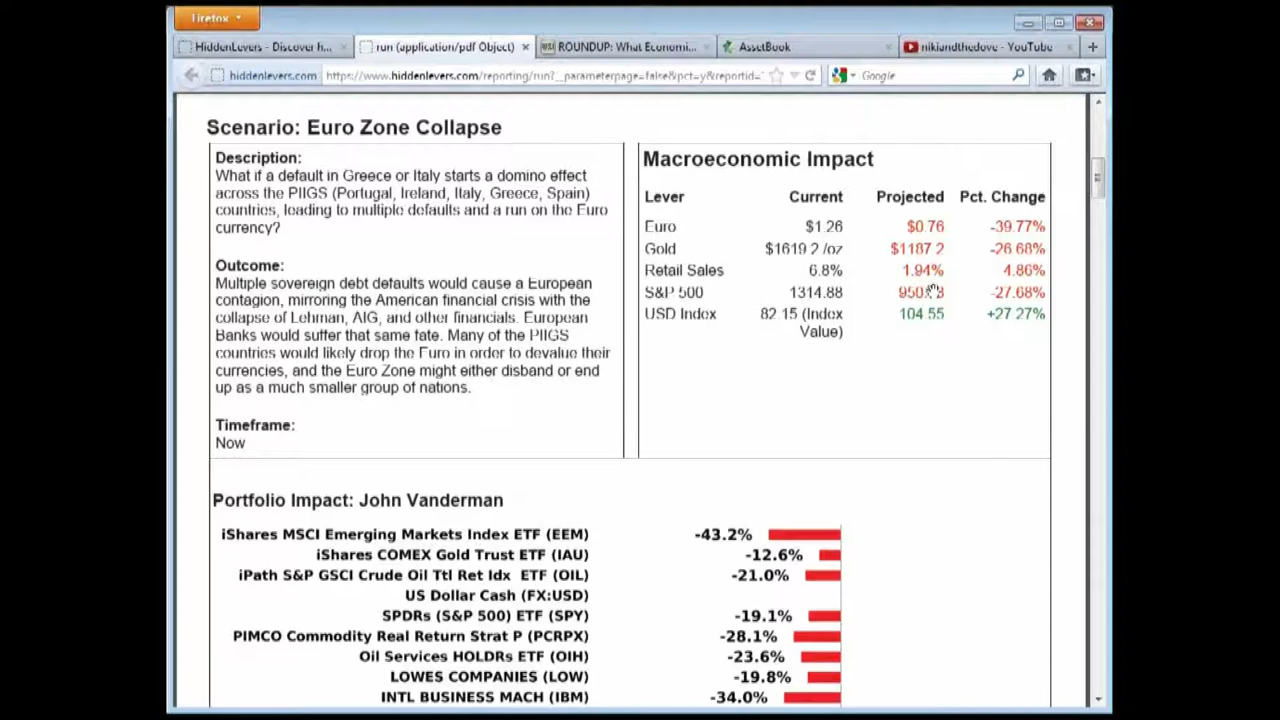 Firefox
HiddenLevers - Discover h...
run (application/pdf Object)
ROUNDUP: What Economi...
AssetBook
nikiandthedove - YouTube
hiddenlevers.com
https://www.hiddenlevers.com/reporting/run?_parameterpage=false&pct=y&reportid=
Google
Scenario: Euro Zone Collapse
Description:
What if a default in Greece or Italy starts a domino effect
across the PIIGS (Portugal, Ireland, Italy, Greece, Spain)
countries, leading to multiple defaults and a run on the Euro
currency?
Outcome:
Multiple sovereign debt defaults would cause a European
contagion, mirroring the American financial crisis with the
collapse of Lehman, AIG, and other financials. European
Banks would suffer that same fate. Many of the PIIGS
countries would likely drop the Euro in order to devalue their
currencies, and the Euro Zone might either disband or end
up as a much smaller group of nations.
Timeframe:
Now
Macroeconomic Impact
Lever Current Projected Pct. Change
Euro $1.26 $0.76 -39.77%
Gold $1619.2 /oz $1187.2 -26.68%
Retail Sales 6.8% 1.94% 4.86%
S&P 500 1314.88 -27.68%
USD Index 82.15 (Index 104.55 +27.27%
Value)
Portfolio Impact: John Vanderman
iShares MSCI Emerging Markets Index ETF (EEM) -43.2%
iShares COMEX Gold Trust ETF (IAU) -12.6%
iPath S&P GSCI Crude Oil Ttl Ret Idx ETF (OIL) -21.0%
US Dollar Cash (FX:USD)
SPDRs (S&P 500) ETF (SPY) -19.1%
PIMCO Commodity Real Return Strat P (PCRPX) -28.1%
Oil Services HOLDRs ETF (OIH) -23.6%
LOWES COMPANIES (LOW) -19.8%
INTL BUSINESS MACH (IBM) -34.0%